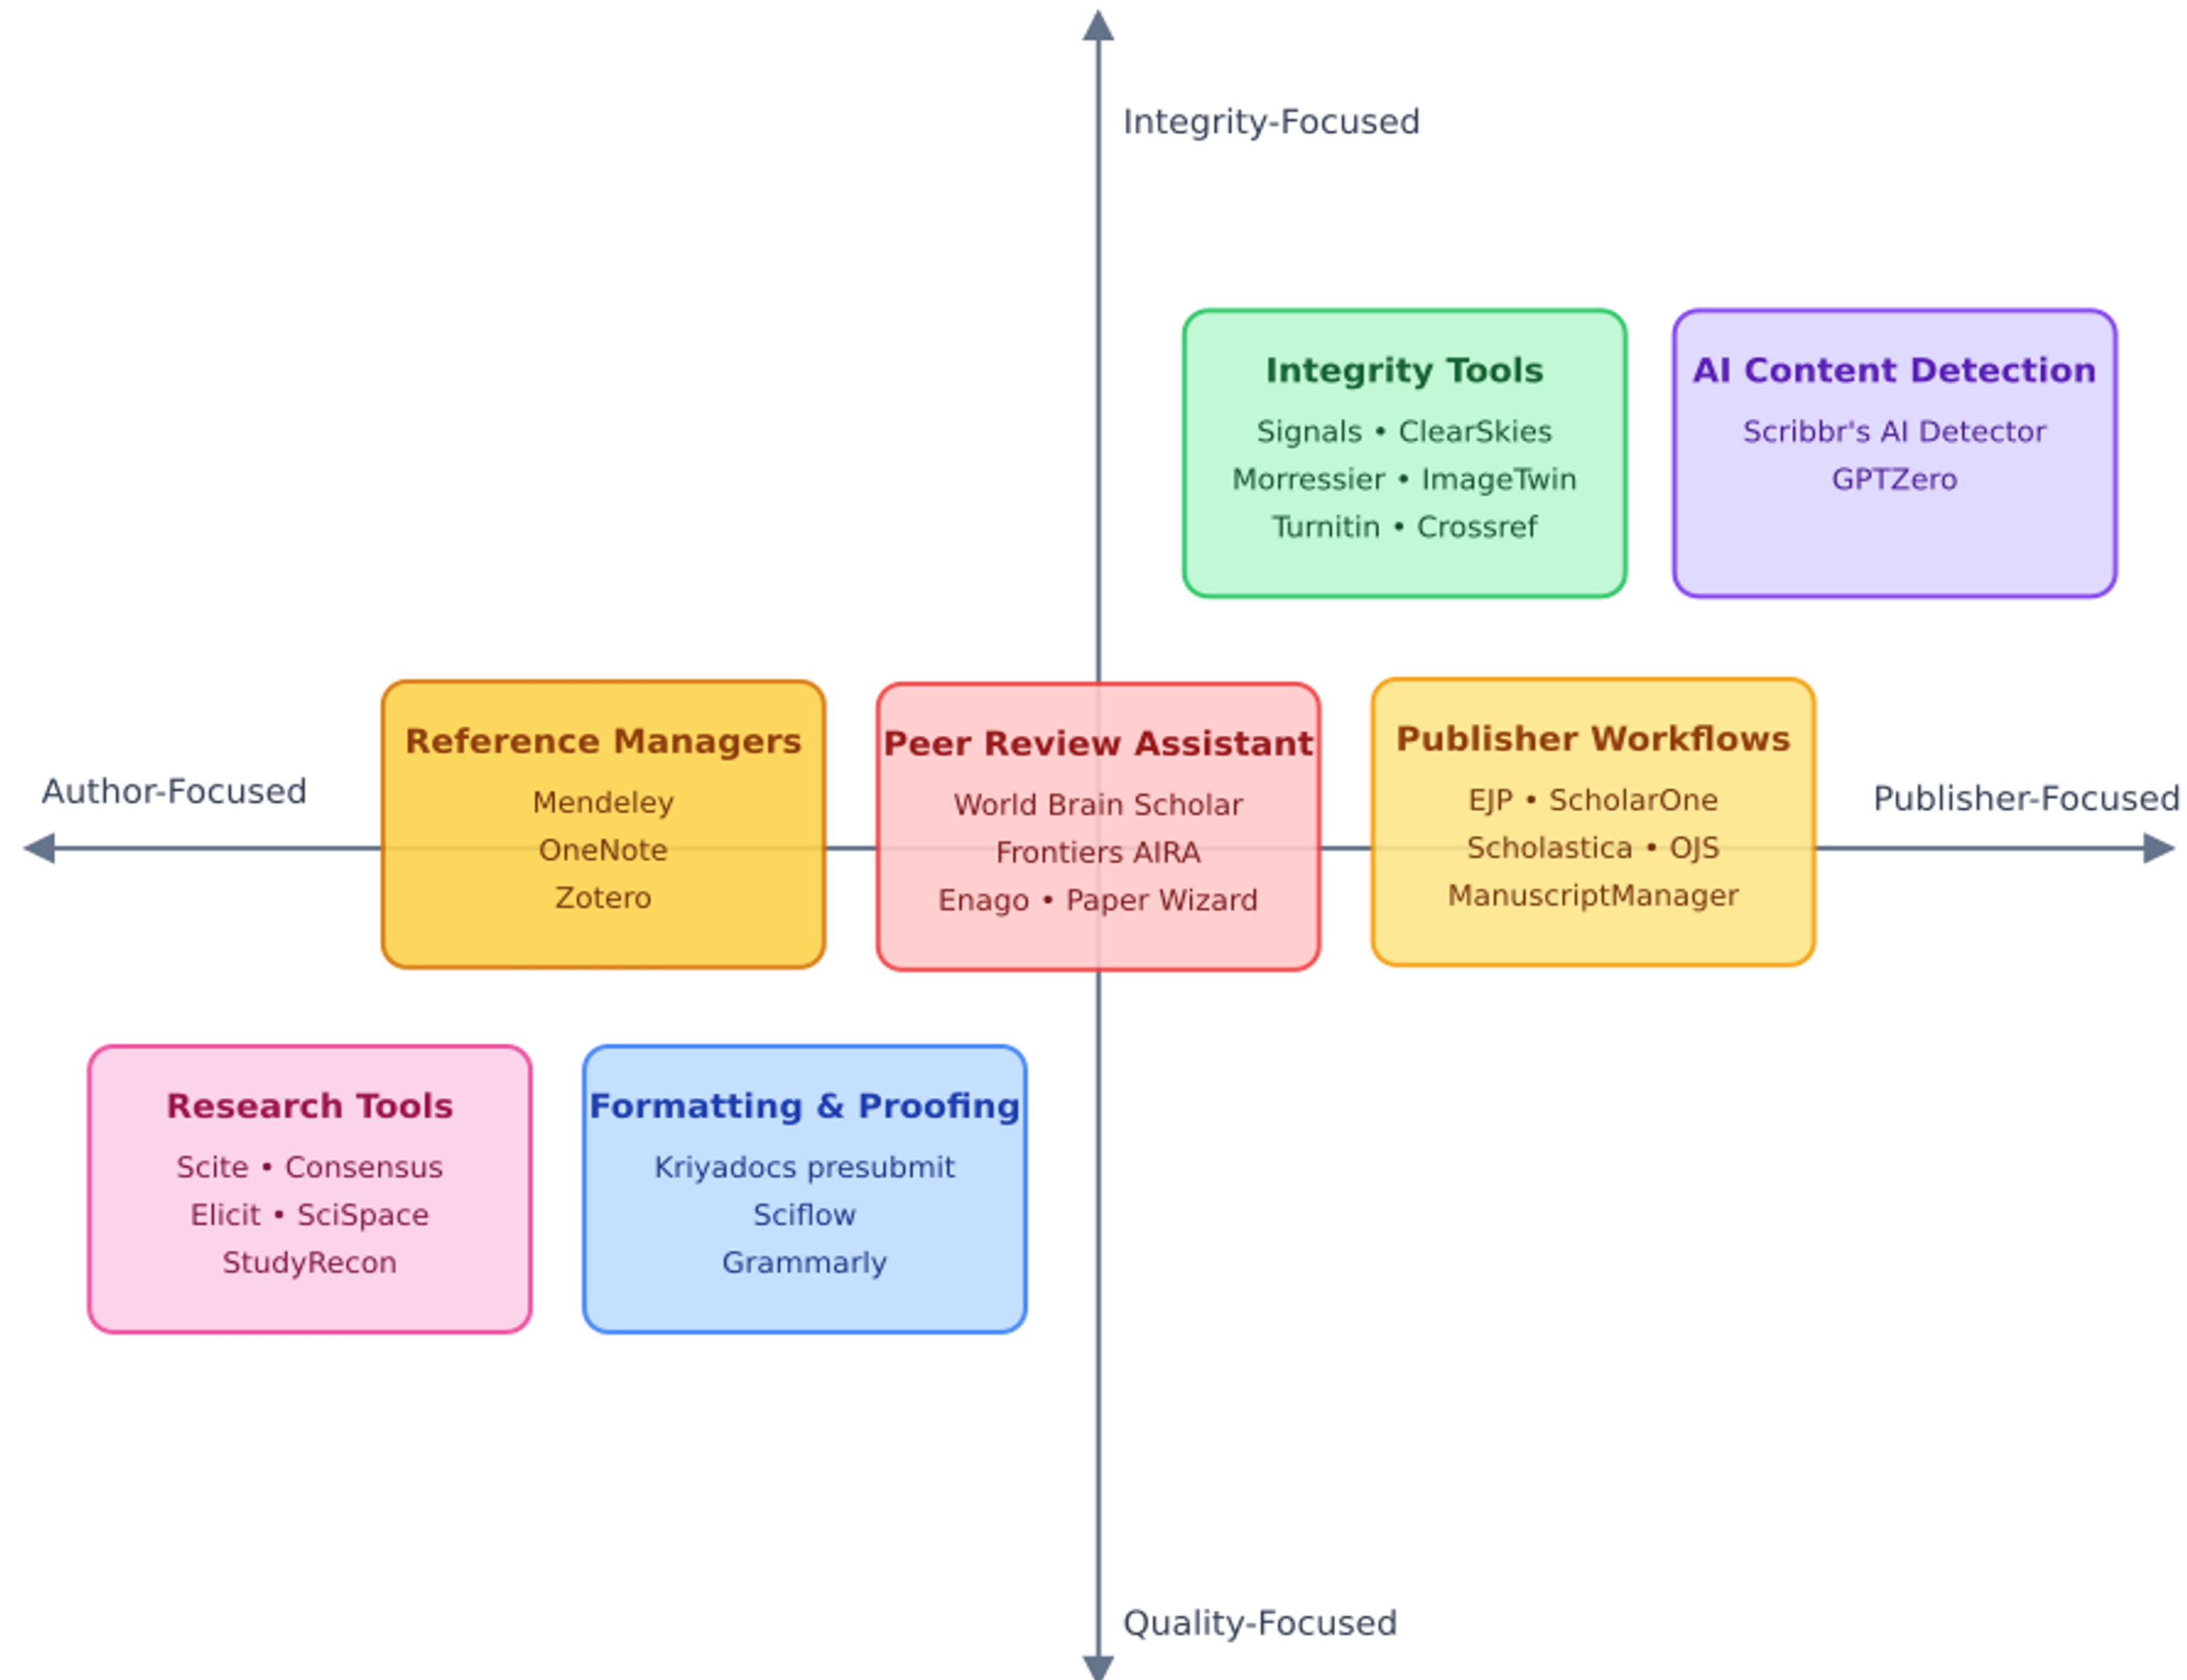 Integrity-Focused
Integrity Tools
Signals • ClearSkies
Morressier • ImageTwin
Turnitin • Crossref
AI Content Detection
Scribbr's AI Detector
GPTZero
Author-Focused
Reference Managers
Mendeley
OneNote
Zotero
Peer Review Assistant
World Brain Scholar
Frontiers AIRA
Enago • Paper Wizard
Publisher Workflows
EJP • ScholarOne
Scholastica • OJS
ManuscriptManager
Publisher-Focused
Research Tools
Scite • Consensus
Elicit • SciSpace
StudyRecon
Formatting & Proofing
Kriyadocs presubmit
Sciflow
Grammarly
Quality-Focused